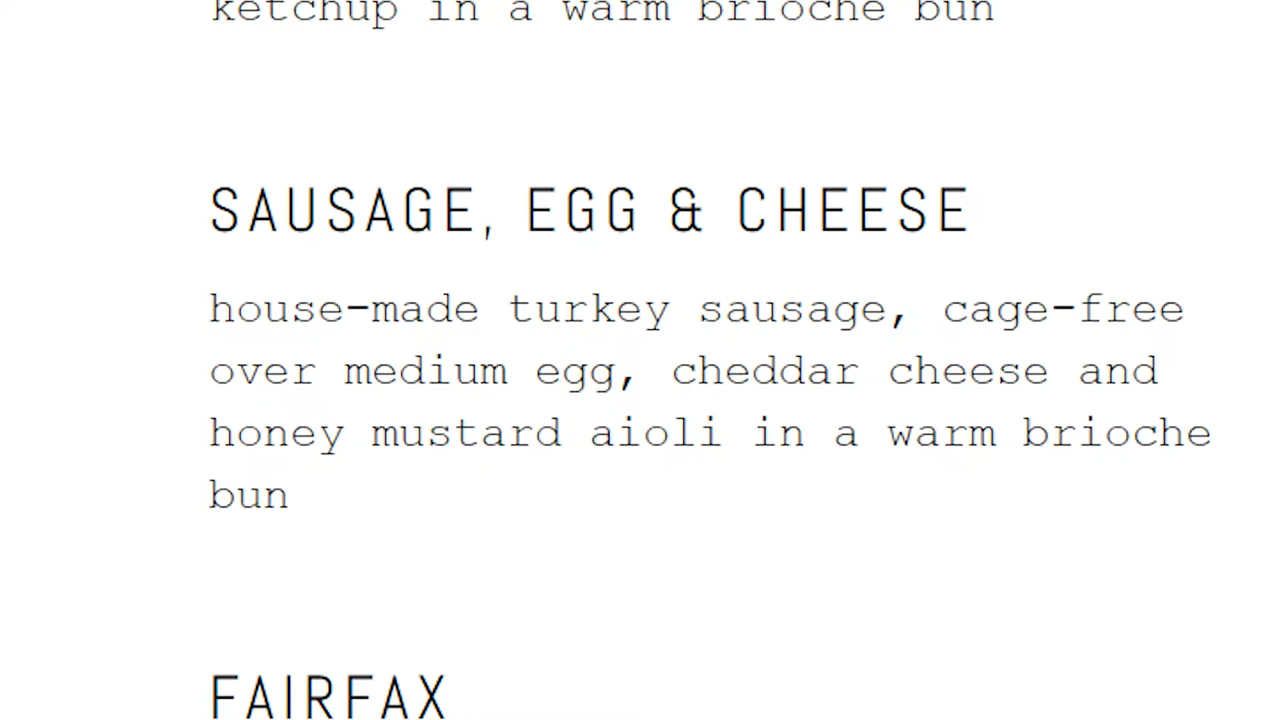 ketchup in a warm brioche bun
SAUSAGE, EGG & CHEESE
house-made turkey sausage, cage-free
over medium egg, cheddar cheese and
honey mustard aioli in a warm brioche
bun
FAIRFAX